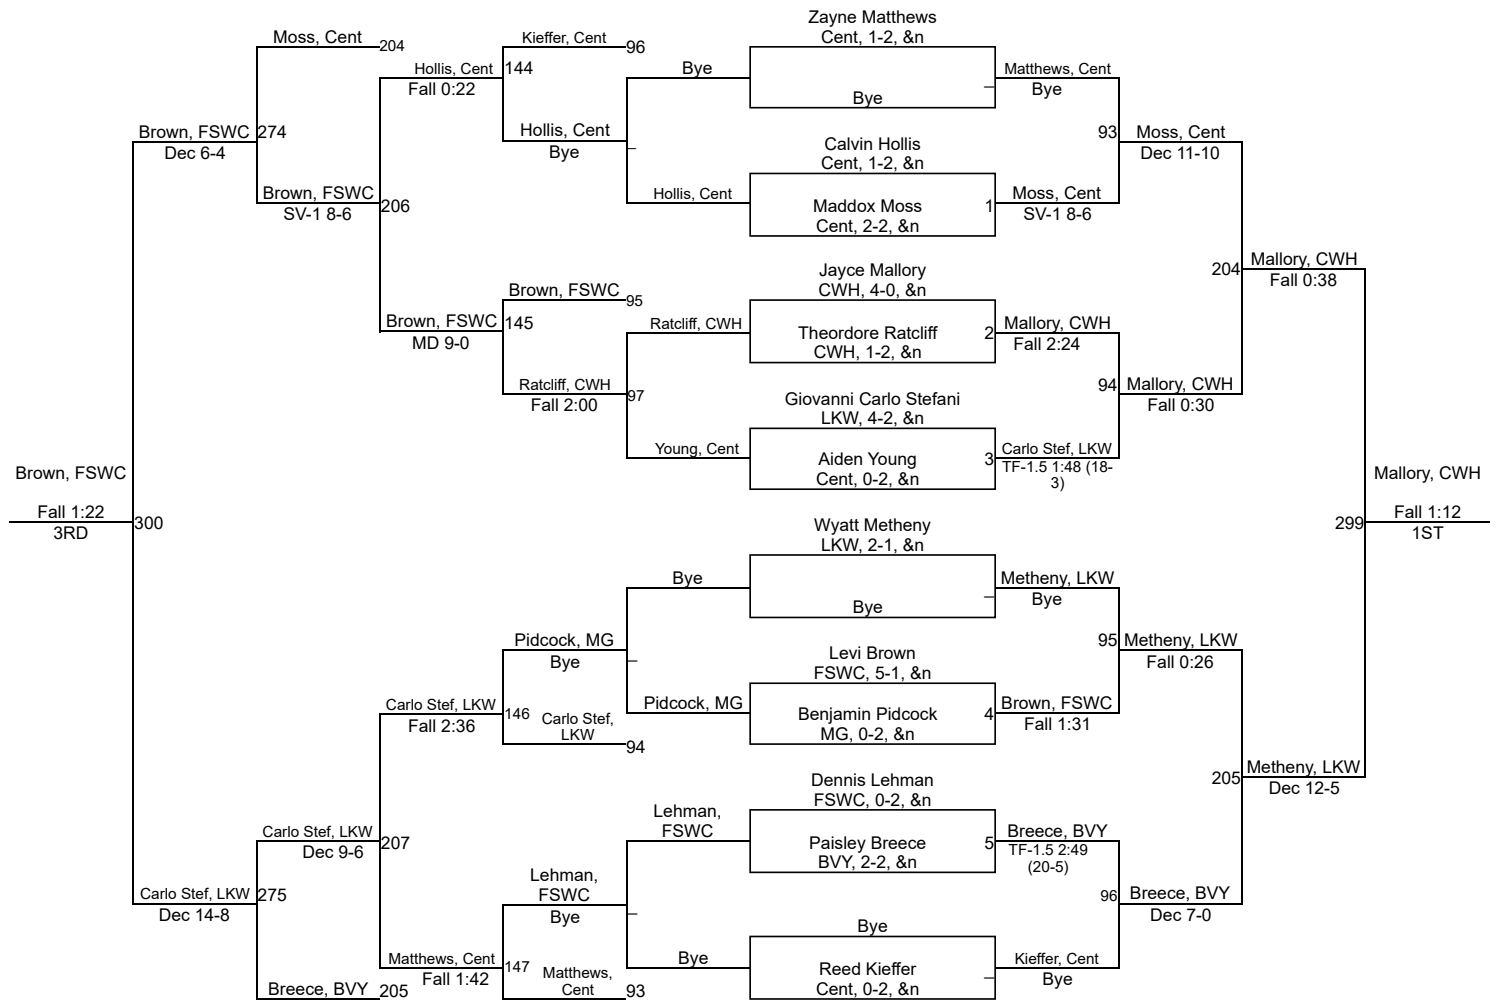 Zayne Matthews
Cent, 1-2, &n
Moss, Cent
204
Kieffer, Cent
96
Hollis, Cent
144
Fall 0:22
Bye
Bye
Matthews, Cent
Bye
Brown, FSWC
274
Dec 6-4
Hollis, Cent
Bye
Calvin Hollis
Cent, 1-2, &n
93
Moss, Cent
Dec 11-10
Brown, FSWC
206
SV-1 8-6
Hollis, Cent
Maddox Moss
Cent, 2-2, &n
1
Moss, Cent
SV-1 8-6
Jayce Mallory
CWH, 4-0, &n
204
Mallory, CWH
Fall 0:38
Brown, FSWC
95
Brown, FSWC
145
MD 9-0
Ratcliff, CWH
Theordore Ratcliff
CWH, 1-2, &n
2
Mallory, CWH
Fall 2:24
Ratcliff, CWH
97
Fall 2:00
Giovanni Carlo Stefani
LKW, 4-2, &n
94
Mallory, CWH
Fall 0:30
Young, Cent
Aiden Young
Cent, 0-2, &n
3
Carlo Stef, LKW
TF-1.5 1:48 (18-
3)
Brown, FSWC
Fall 1:22
300
3RD
Mallory, CWH
299
Fall 1:12
1ST
Wyatt Metheny
LKW, 2-1, &n
Bye
Bye
Metheny, LKW
Bye
Pidcock, MG
Bye
Levi Brown
FSWC, 5-1, &n
95
Metheny, LKW
Fall 0:26
Carlo Stef, LKW
146
Fall 2:36
Carlo Stef,
LKW
94
Pidcock, MG
Benjamin Pidcock
MG, 0-2, &n
4
Brown, FSWC
Fall 1:31
Dennis Lehman
FSWC, 0-2, &n
205
Metheny, LKW
Dec 12-5
Carlo Stef, LKW
207
Dec 9-6
Lehman,
FSWC
Paisley Breece
BVY, 2-2, &n
5
Breece, BVY
TF-1.5 2:49
(20-5)
Carlo Stef, LKW
275
Dec 14-8
Lehman,
FSWC
Bye
96
Breece, BVY
Dec 7-0
Bye
Matthews, Cent
147
Fall 1:42
Matthews,
Cent
93
Bye
Reed Kieffer
Cent, 0-2, &n
Kieffer, Cent
Bye
Breece, BVY
205